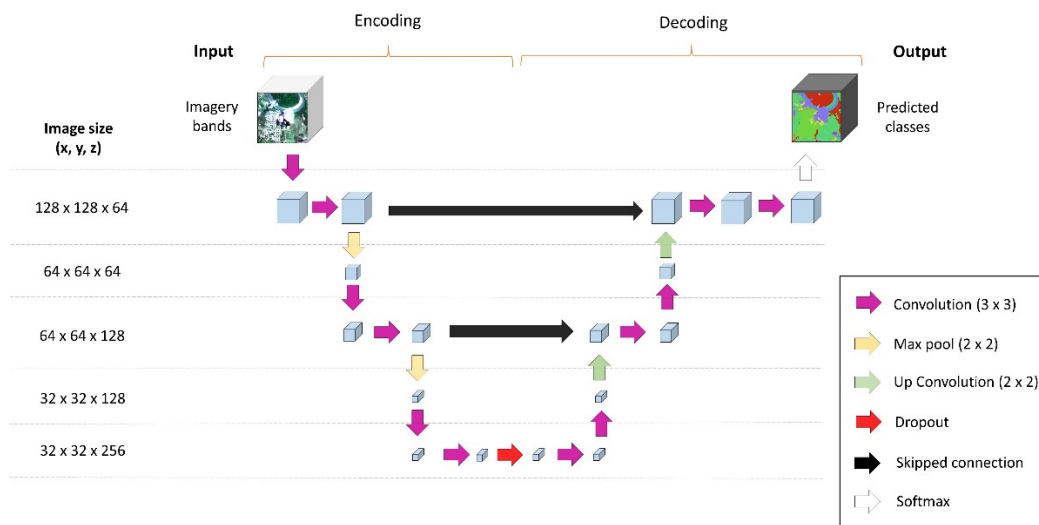 Encoding
Decoding
Input
Output
Imagery
bands
Predicted
classes
Image size
(x, y, z)
128 x 128 x 64
64 x 64 x 64
64 x 64 x 128
32 x 32 x 128
32 x 32 x 256
Convolution (3 x 3)
Max pool (2 x 2)
Up Convolution (2 x 2)
Dropout
Skipped connection
Softmax